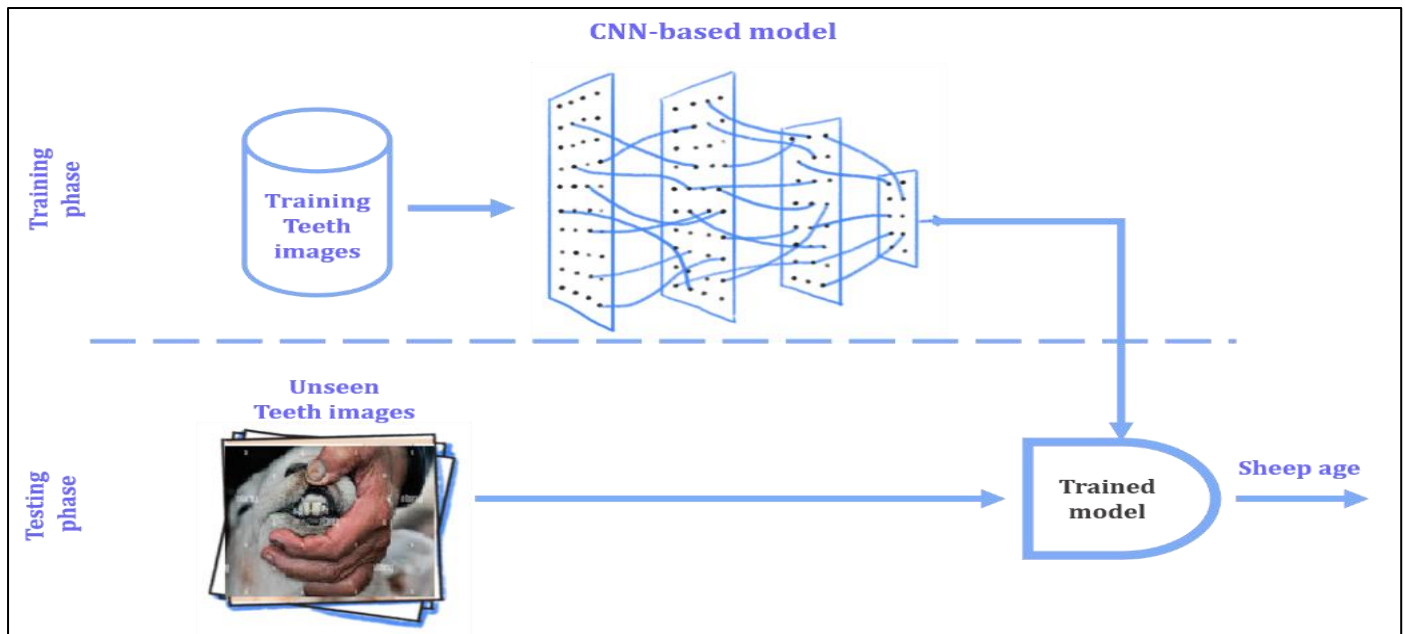 CNN-based model
Training
phase
Training
Teeth
images
Unseen
Teeth images
Testing
phase
Trained
model
Sheep age